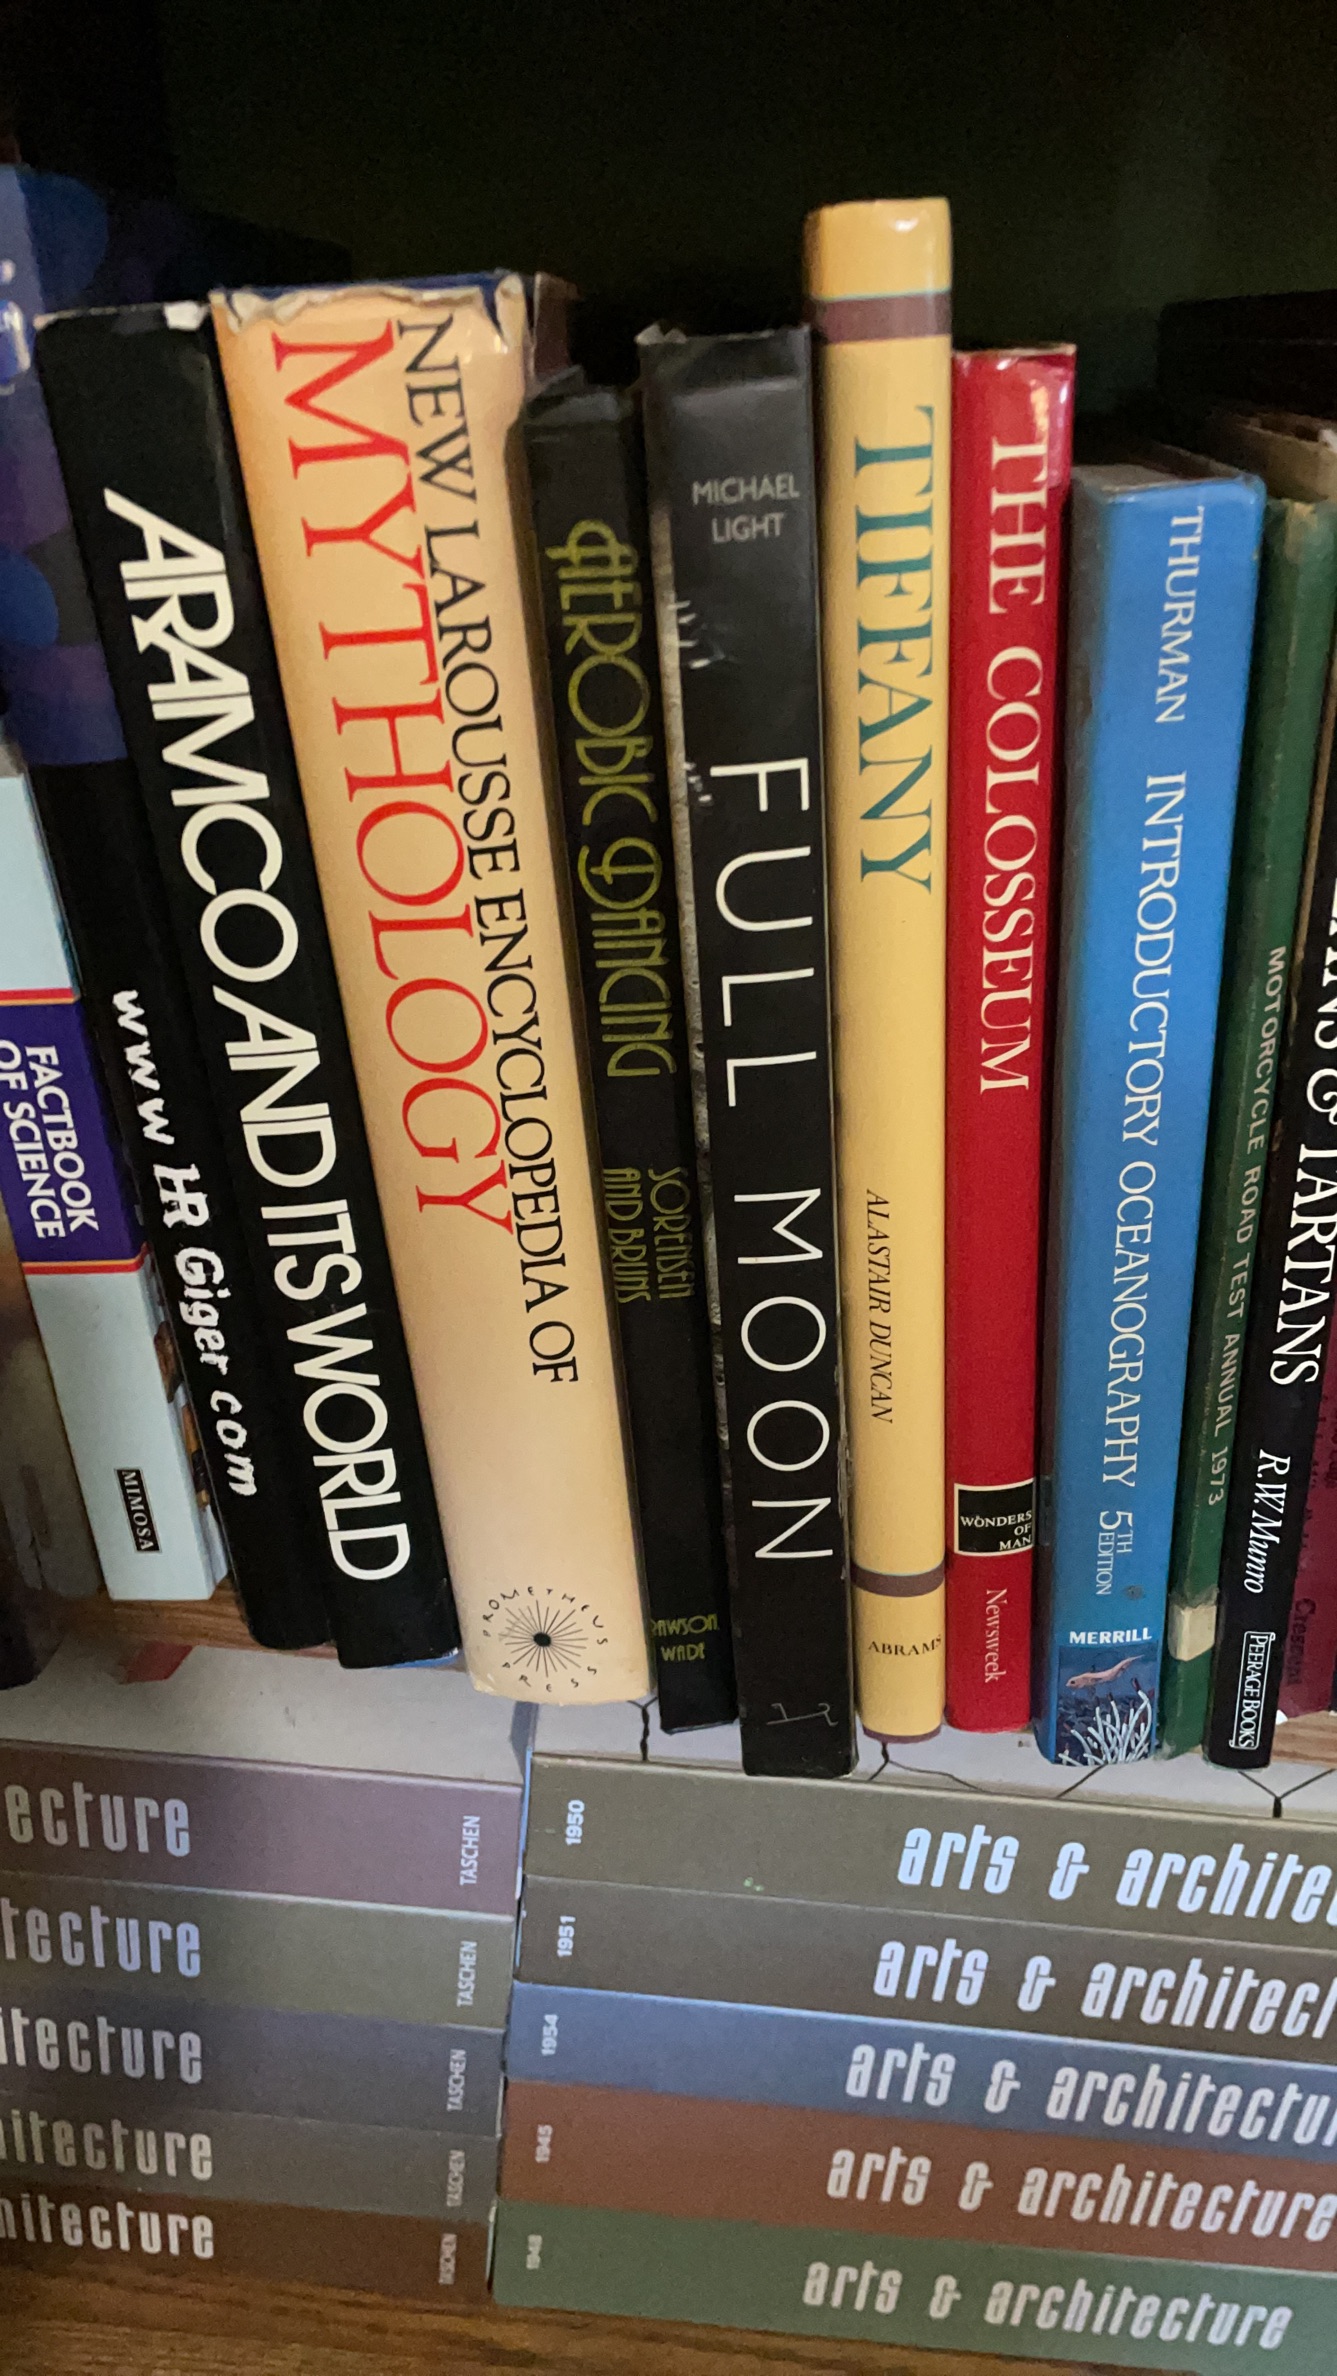 FACTBOOK
OF SCIENCE
MIMOSA
www HR Giger com
ARAMCO AND ITS WORLD
NEW LAROUSSE ENCYCLOPEDIA OF
MYTHOLOGY
PROMETHEUS
PRESS
AEROBIC DANCING
SORENSEN
AND BRUNS
RAWSON
WADE
MICHAEL
LIGHT
FULL MOON
TIFFANY
ALASTAIR DUNCAN
ABRAMS
THE COLOSSEUM
WONDERS
OF
MAN
Newsweek
THURMAN INTRODUCTORY OCEANOGRAPHY 5TH
EDITION
MERRILL
MOTORCYCLE ROAD TEST ANNUAL 1973
& TARTANS
R.W.Munro
PEERAGE BOOKS
ecture TASCHEN
tecture TASCHEN
itecture TASCHEN
itecture TASCHEN
hitecture TASCHEN
1950 arts & archite
1951 arts & architect
1954 arts & architectu
1945 arts & architecture
1948 arts & architecture